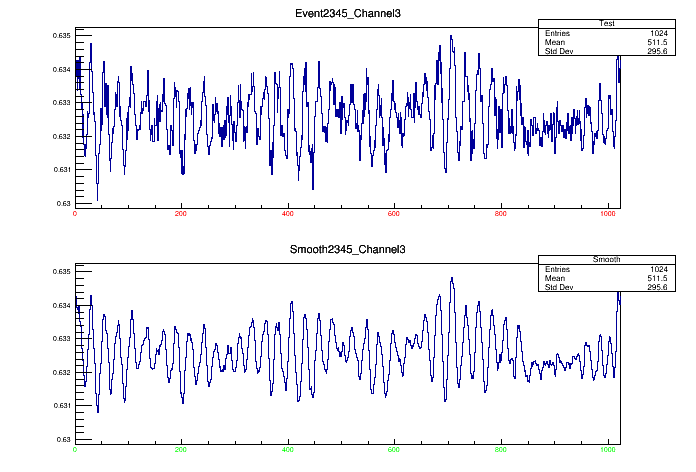 Event2345_Channel3
Test
Entries 1024
Mean 511.5
Std Dev 295.6
0.635
0.634
0.633
0.632
0.631
0.63
0 200 400 600 800 1000
Smooth2345_Channel3
Smooth
Entries 1024
Mean 511.5
Std Dev 295.6
0.635
0.634
0.633
0.632
0.631
0.63
0 200 400 600 800 1000